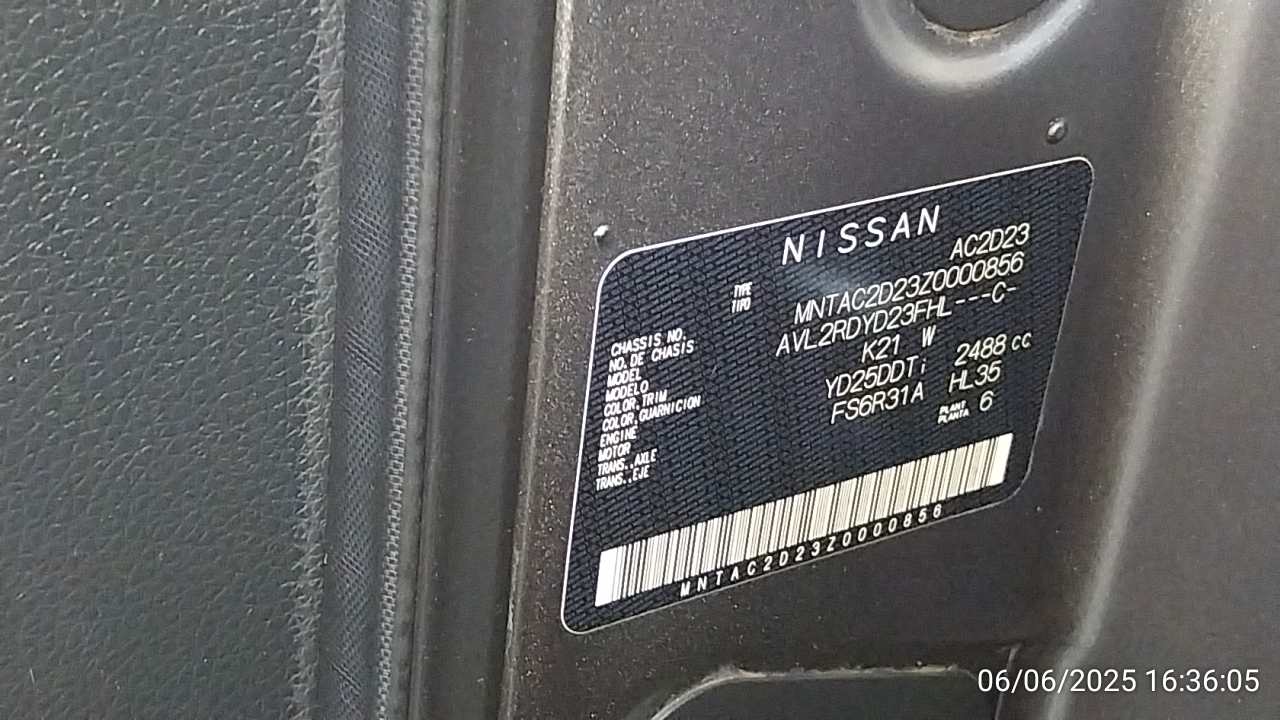 NISSAN
TYPE AC2D23
TIPO
CHASSIS NO. MNTAC2D23Z0000856
NO. DE CHASIS
MODEL AVL2RDYD23FHL---C-
MODELO
COLOR,TRIM K21 W
COLOR,GUARNICION
ENGINE YD25DDTi 2488 cc
MOTOR
TRANS.,AXLE FS6R31A HL35
TRANS.,EJE
PLANT 6
PLANTA
MNTAC2D23Z0000856
06/06/2025 16:36:05